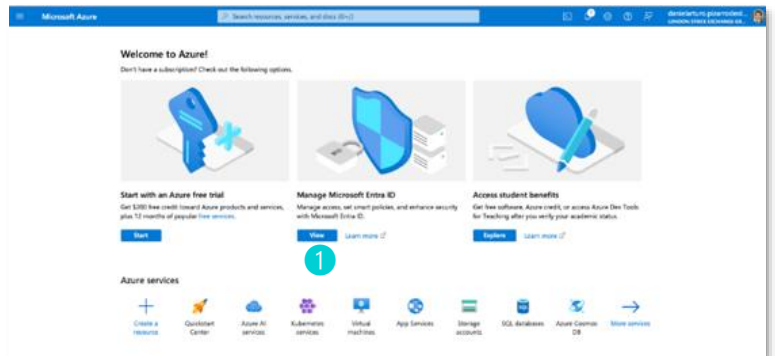 Microsoft Azure
Search resources, services, and docs (G+/)
LONDON STOCK EXCHANGE GR...
Welcome to Azure!
Don't have a subscription? Check out the following options.
Start with an Azure free trial
Get $200 free credit toward Azure products and services,
plus 12 months of popular free services.
Start
Manage Microsoft Entra ID
Manage access, set smart policies, and enhance security
with Microsoft Entra ID.
View
Learn more
1
Access student benefits
Get free software, Azure credit, or access Azure Dev Tools
for Teaching after you verify your academic status.
Explore
Learn more
Azure services
Create a
resource
Quickstart
Center
Azure AI
services
Kubernetes
services
Virtual
machines
App Services
Storage
accounts
SQL databases
Azure Cosmos
DB
More services